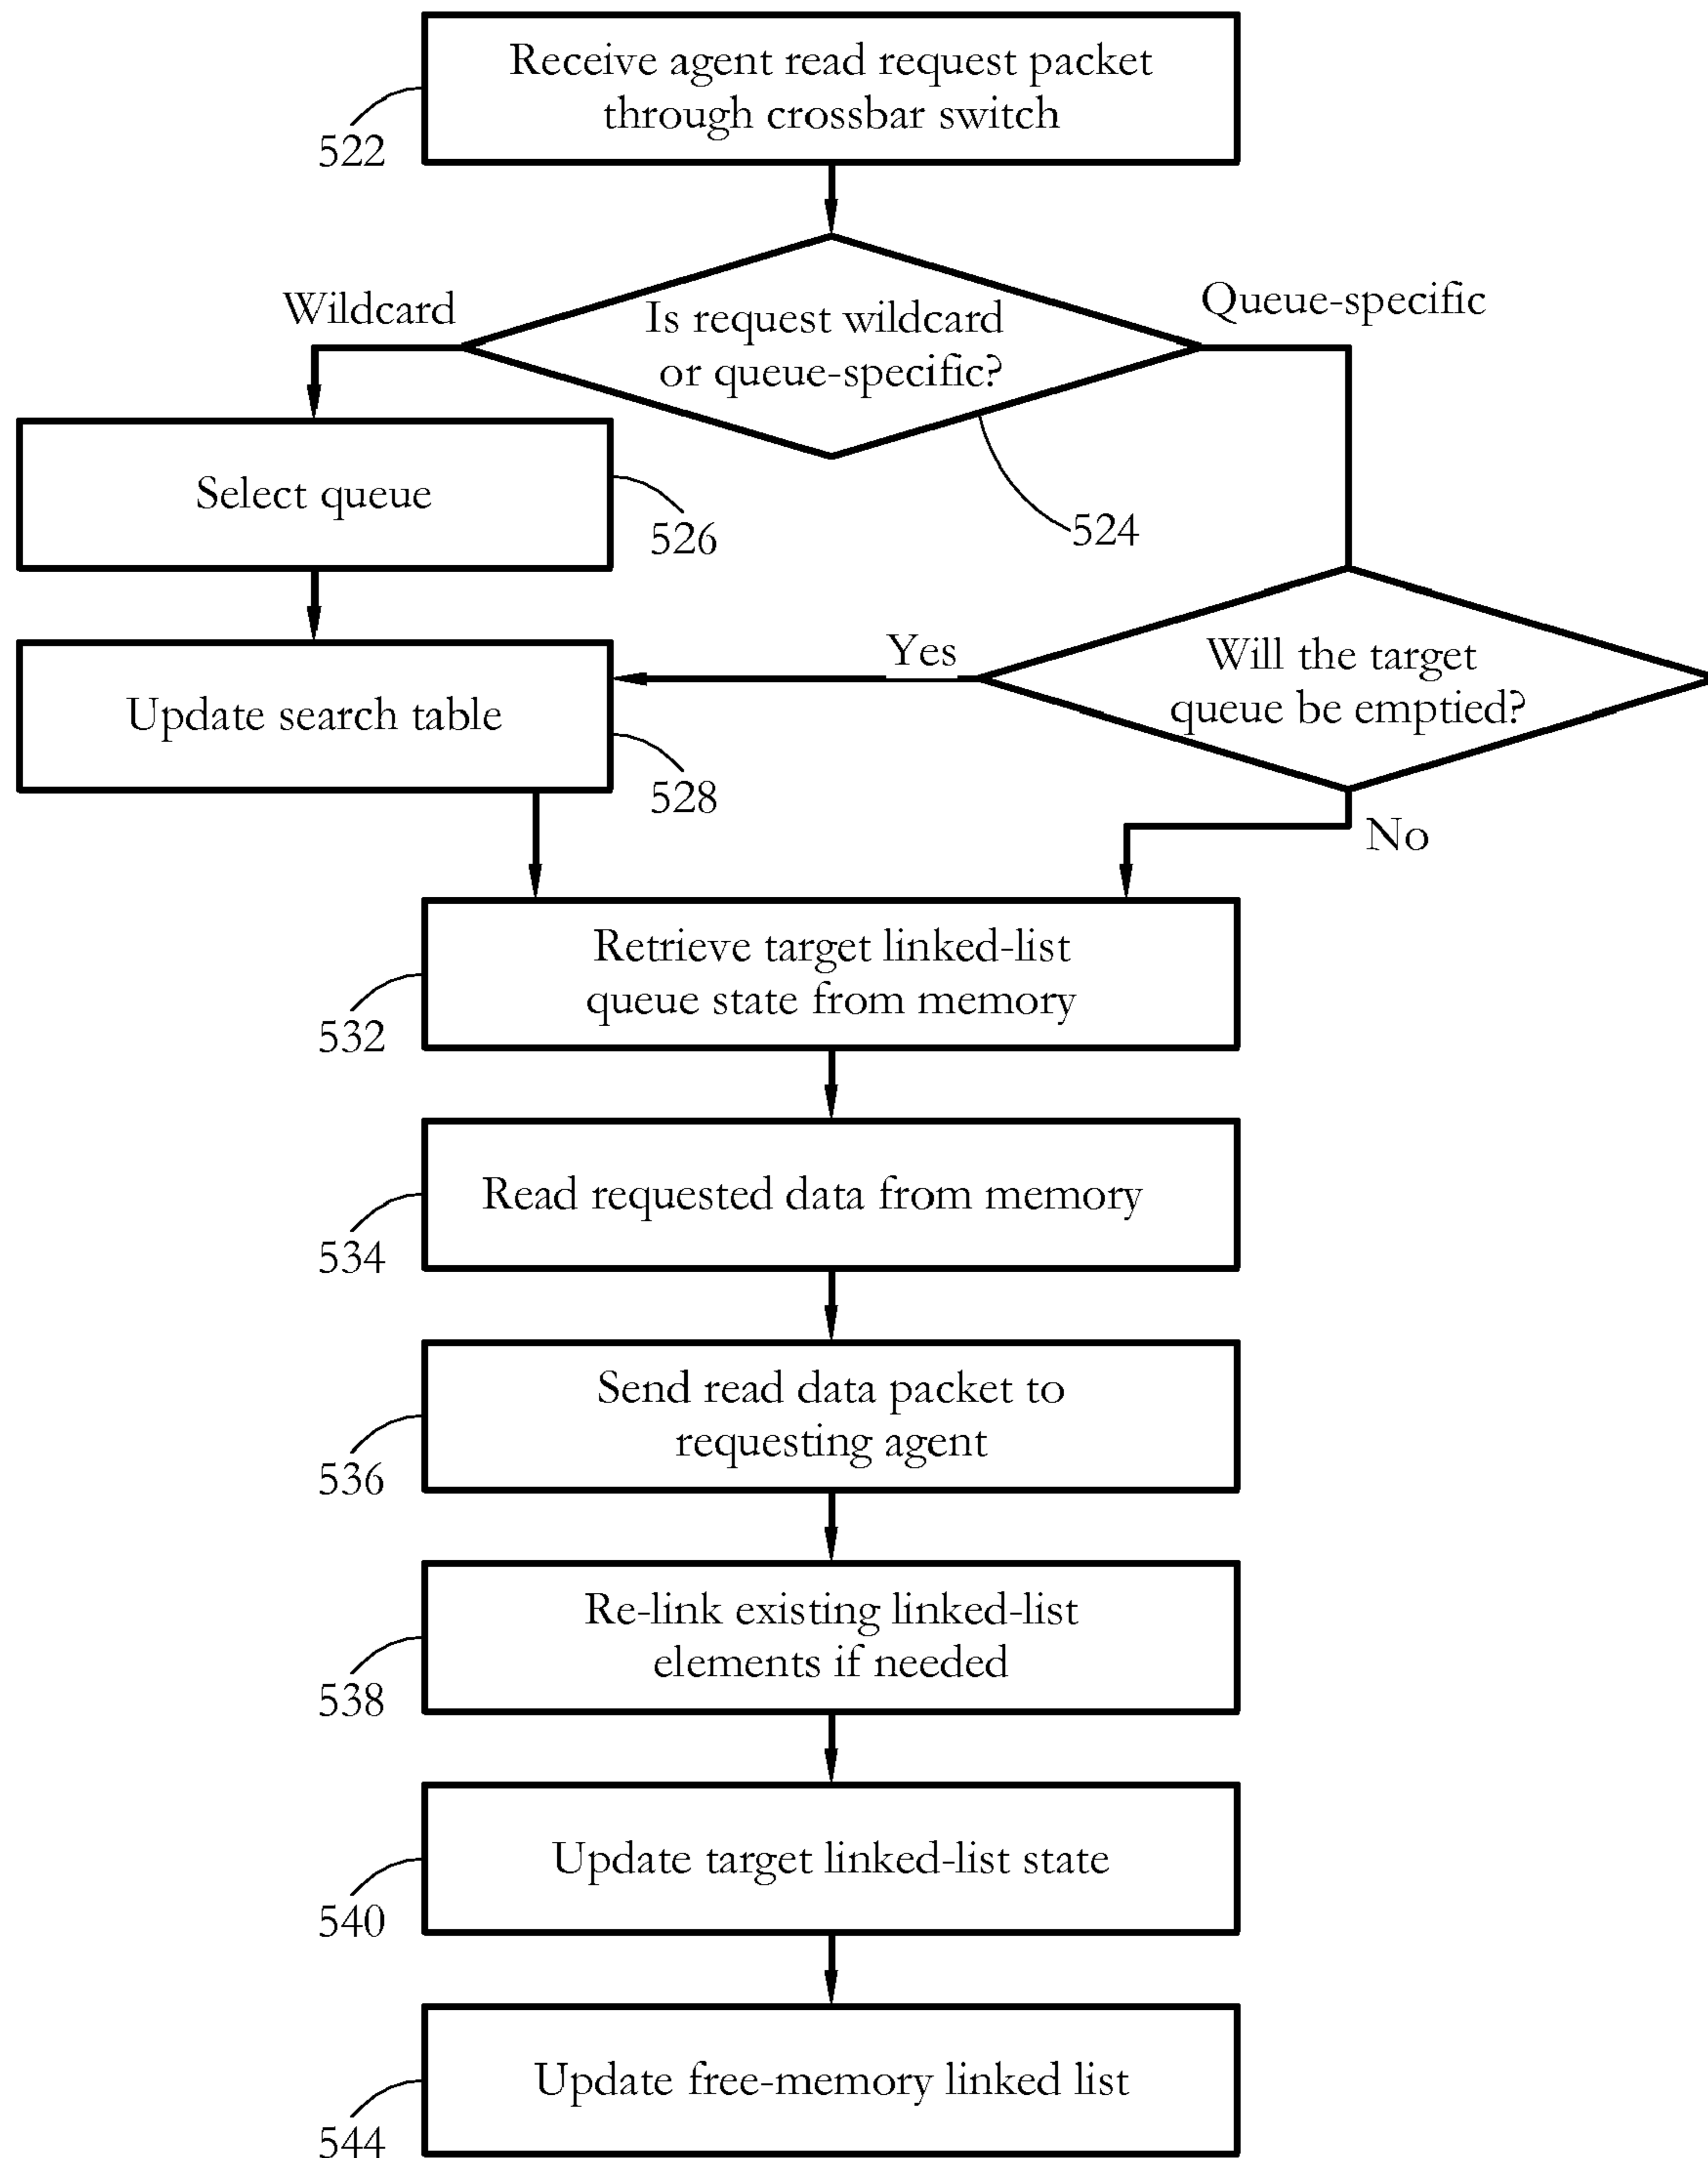 Receive agent read request packet
through crossbar switch
522
Wildcard
Queue-specific
Is request wildcard
or queue-specific?
524
Select queue
526
Yes
Will the target
queue be emptied?
Update search table
528
No
Retrieve target linked-list
queue state from memory
532
Read requested data from memory
534
Send read data packet to
requesting agent
536
Re-link existing linked-list
elements if needed
538
Update target linked-list state
540
Update free-memory linked list
544